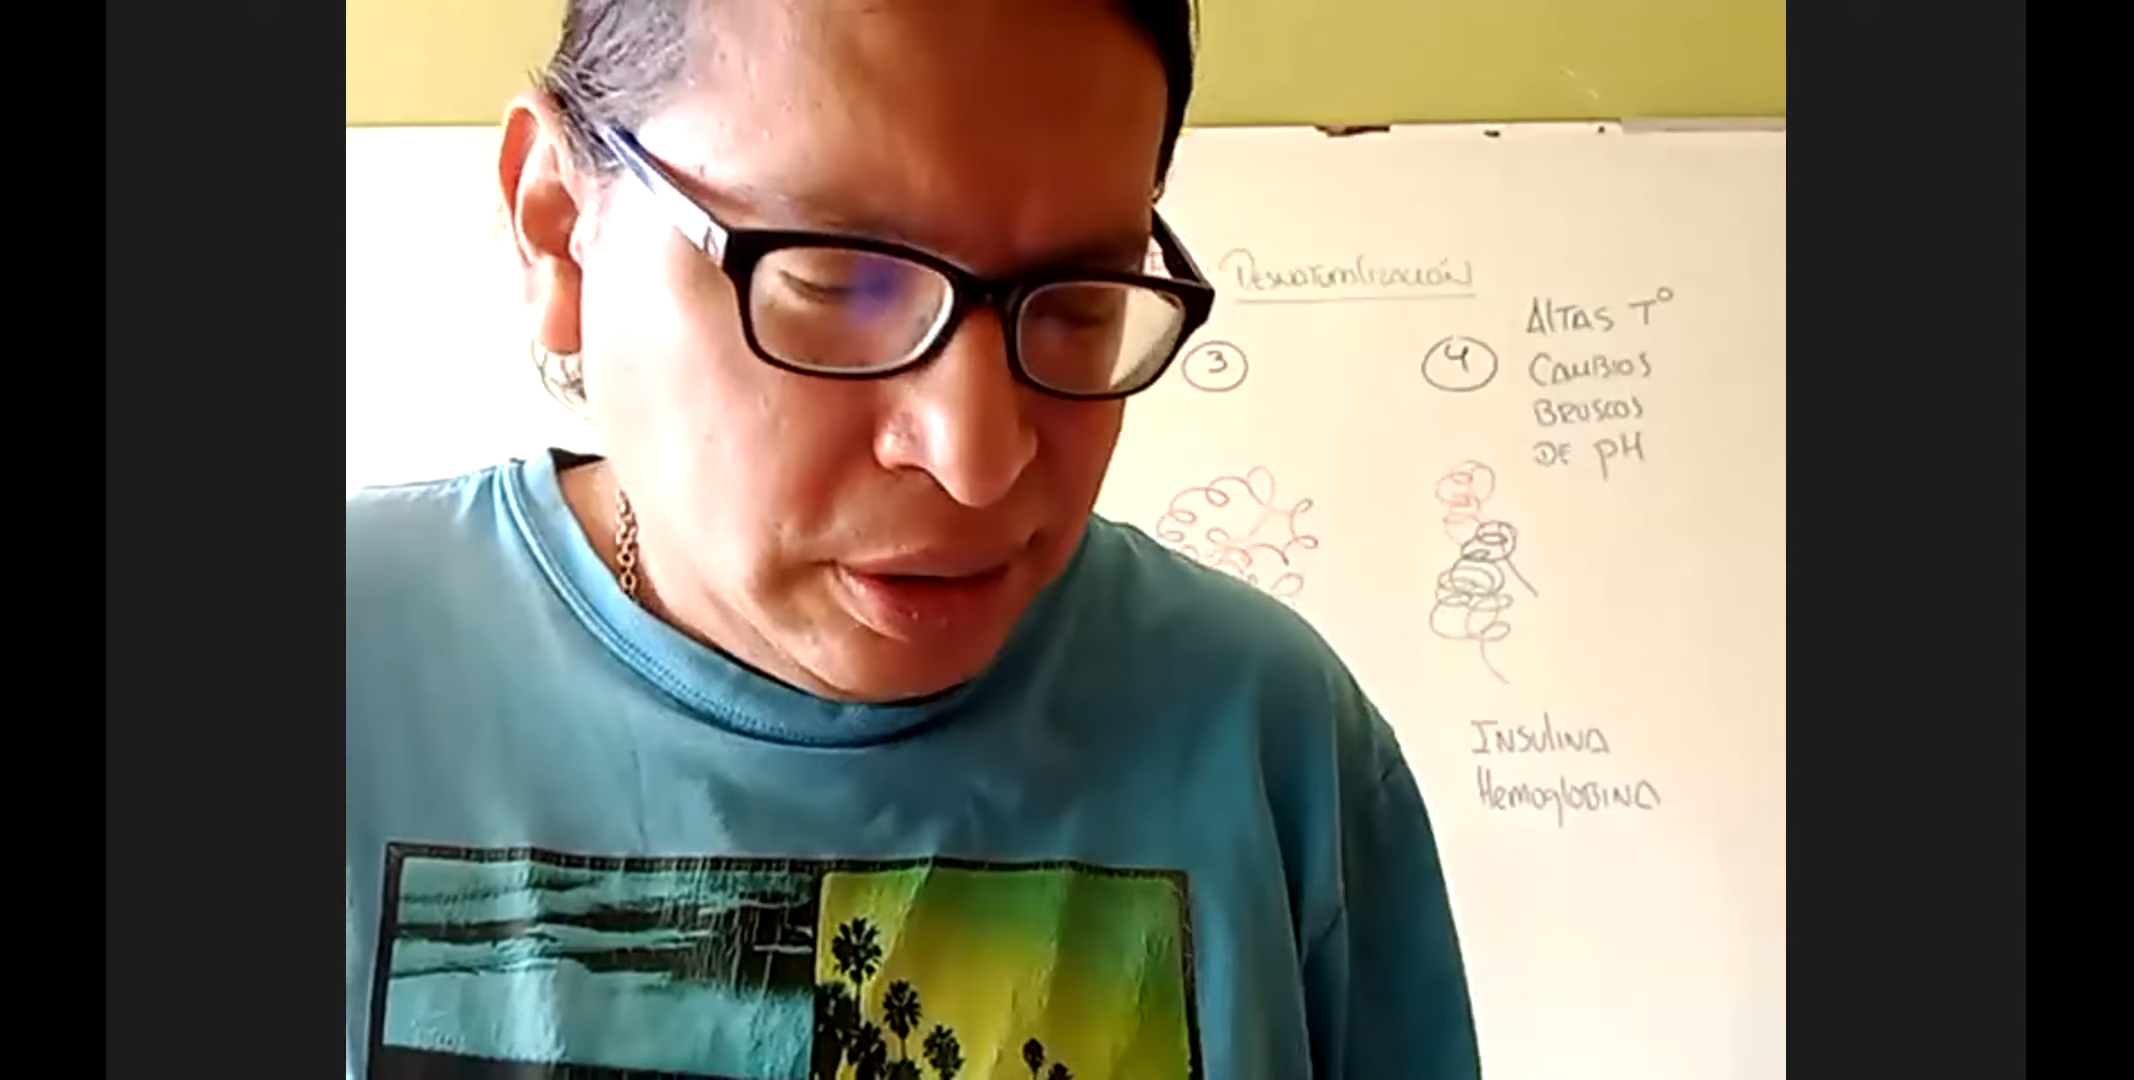 Desnaturalización
3
4
Altas T°
Cambios
Bruscos
De pH
Insulina
Hemoglobina